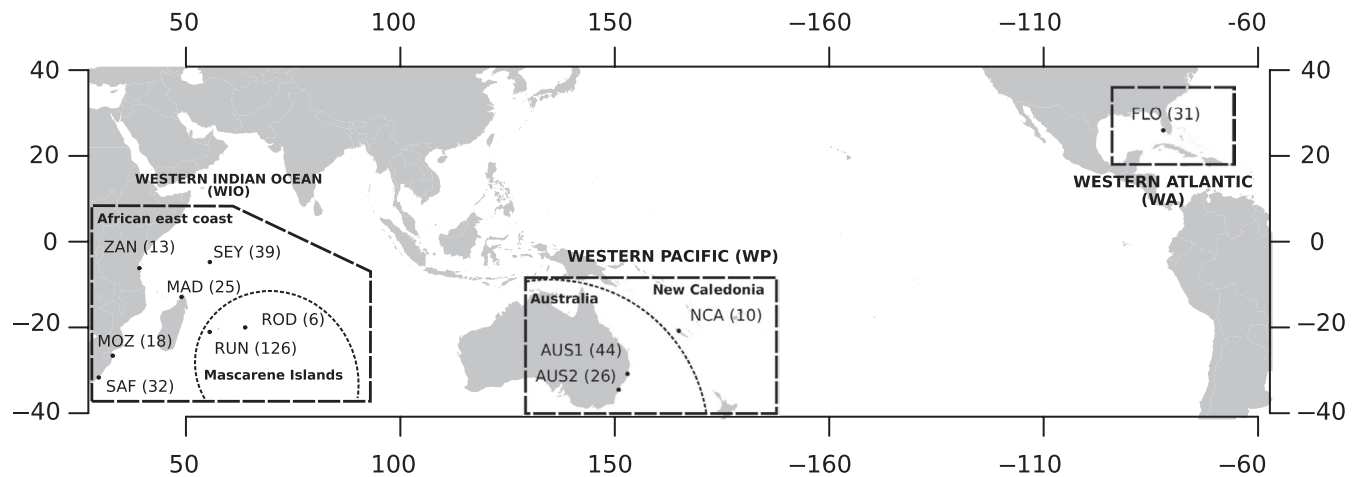 50 100 150 −160 −110 -60
40 40
FLO (31)
20 20
WESTERN INDIAN OCEAN
(WIO)
WESTERN ATLANTIC
(WA)
African east coast
ZAN (13)
SEY (39)
0 0
WESTERN PACIFIC (WP)
MAD (25)
Australia
New Caledonia
NCA (10)
ROD (6)
−20 −20
MOZ (18)
RUN (126)
AUS1 (44)
Mascarene Islands
AUS2 (26)
SAF (32)
−40 −40
50 100 150 −160 −110 −60